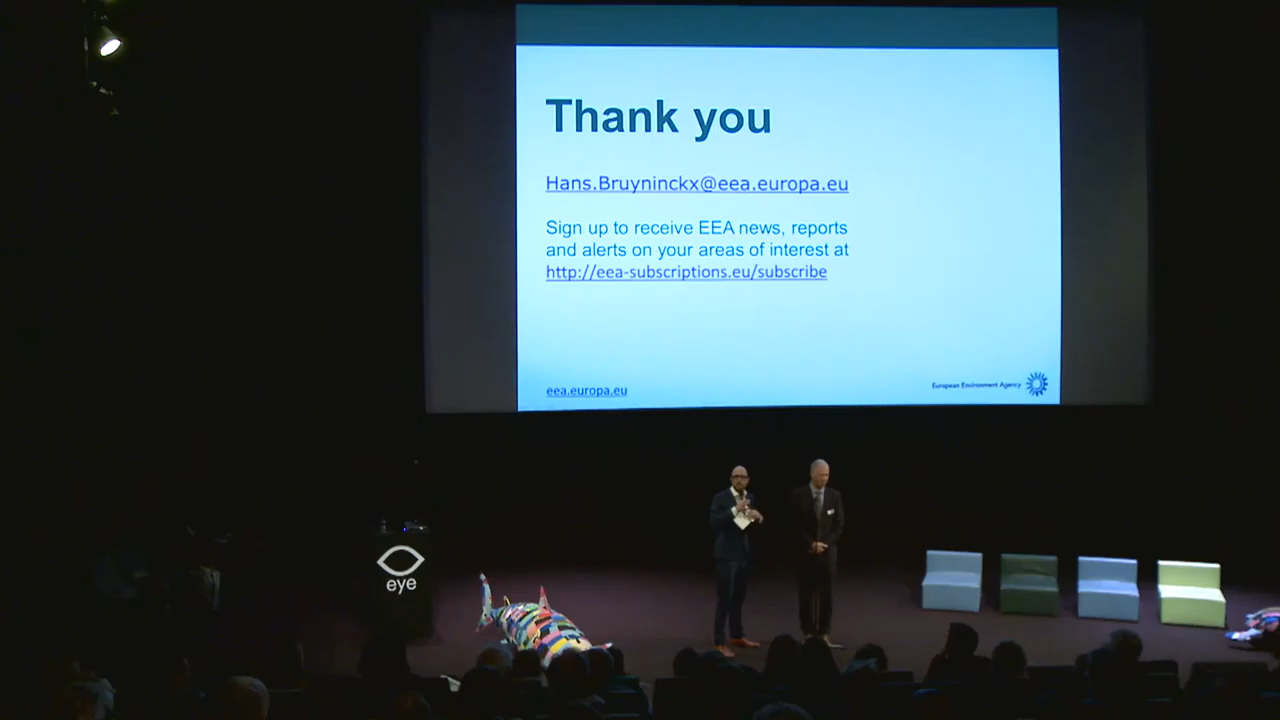 Thank you
Hans.Bruyninckx@eea.europa.eu
Sign up to receive EEA news, reports
and alerts on your areas of interest at
http://eea-subscriptions.eu/subscribe
eea.europa.eu
European Environment Agency
eye